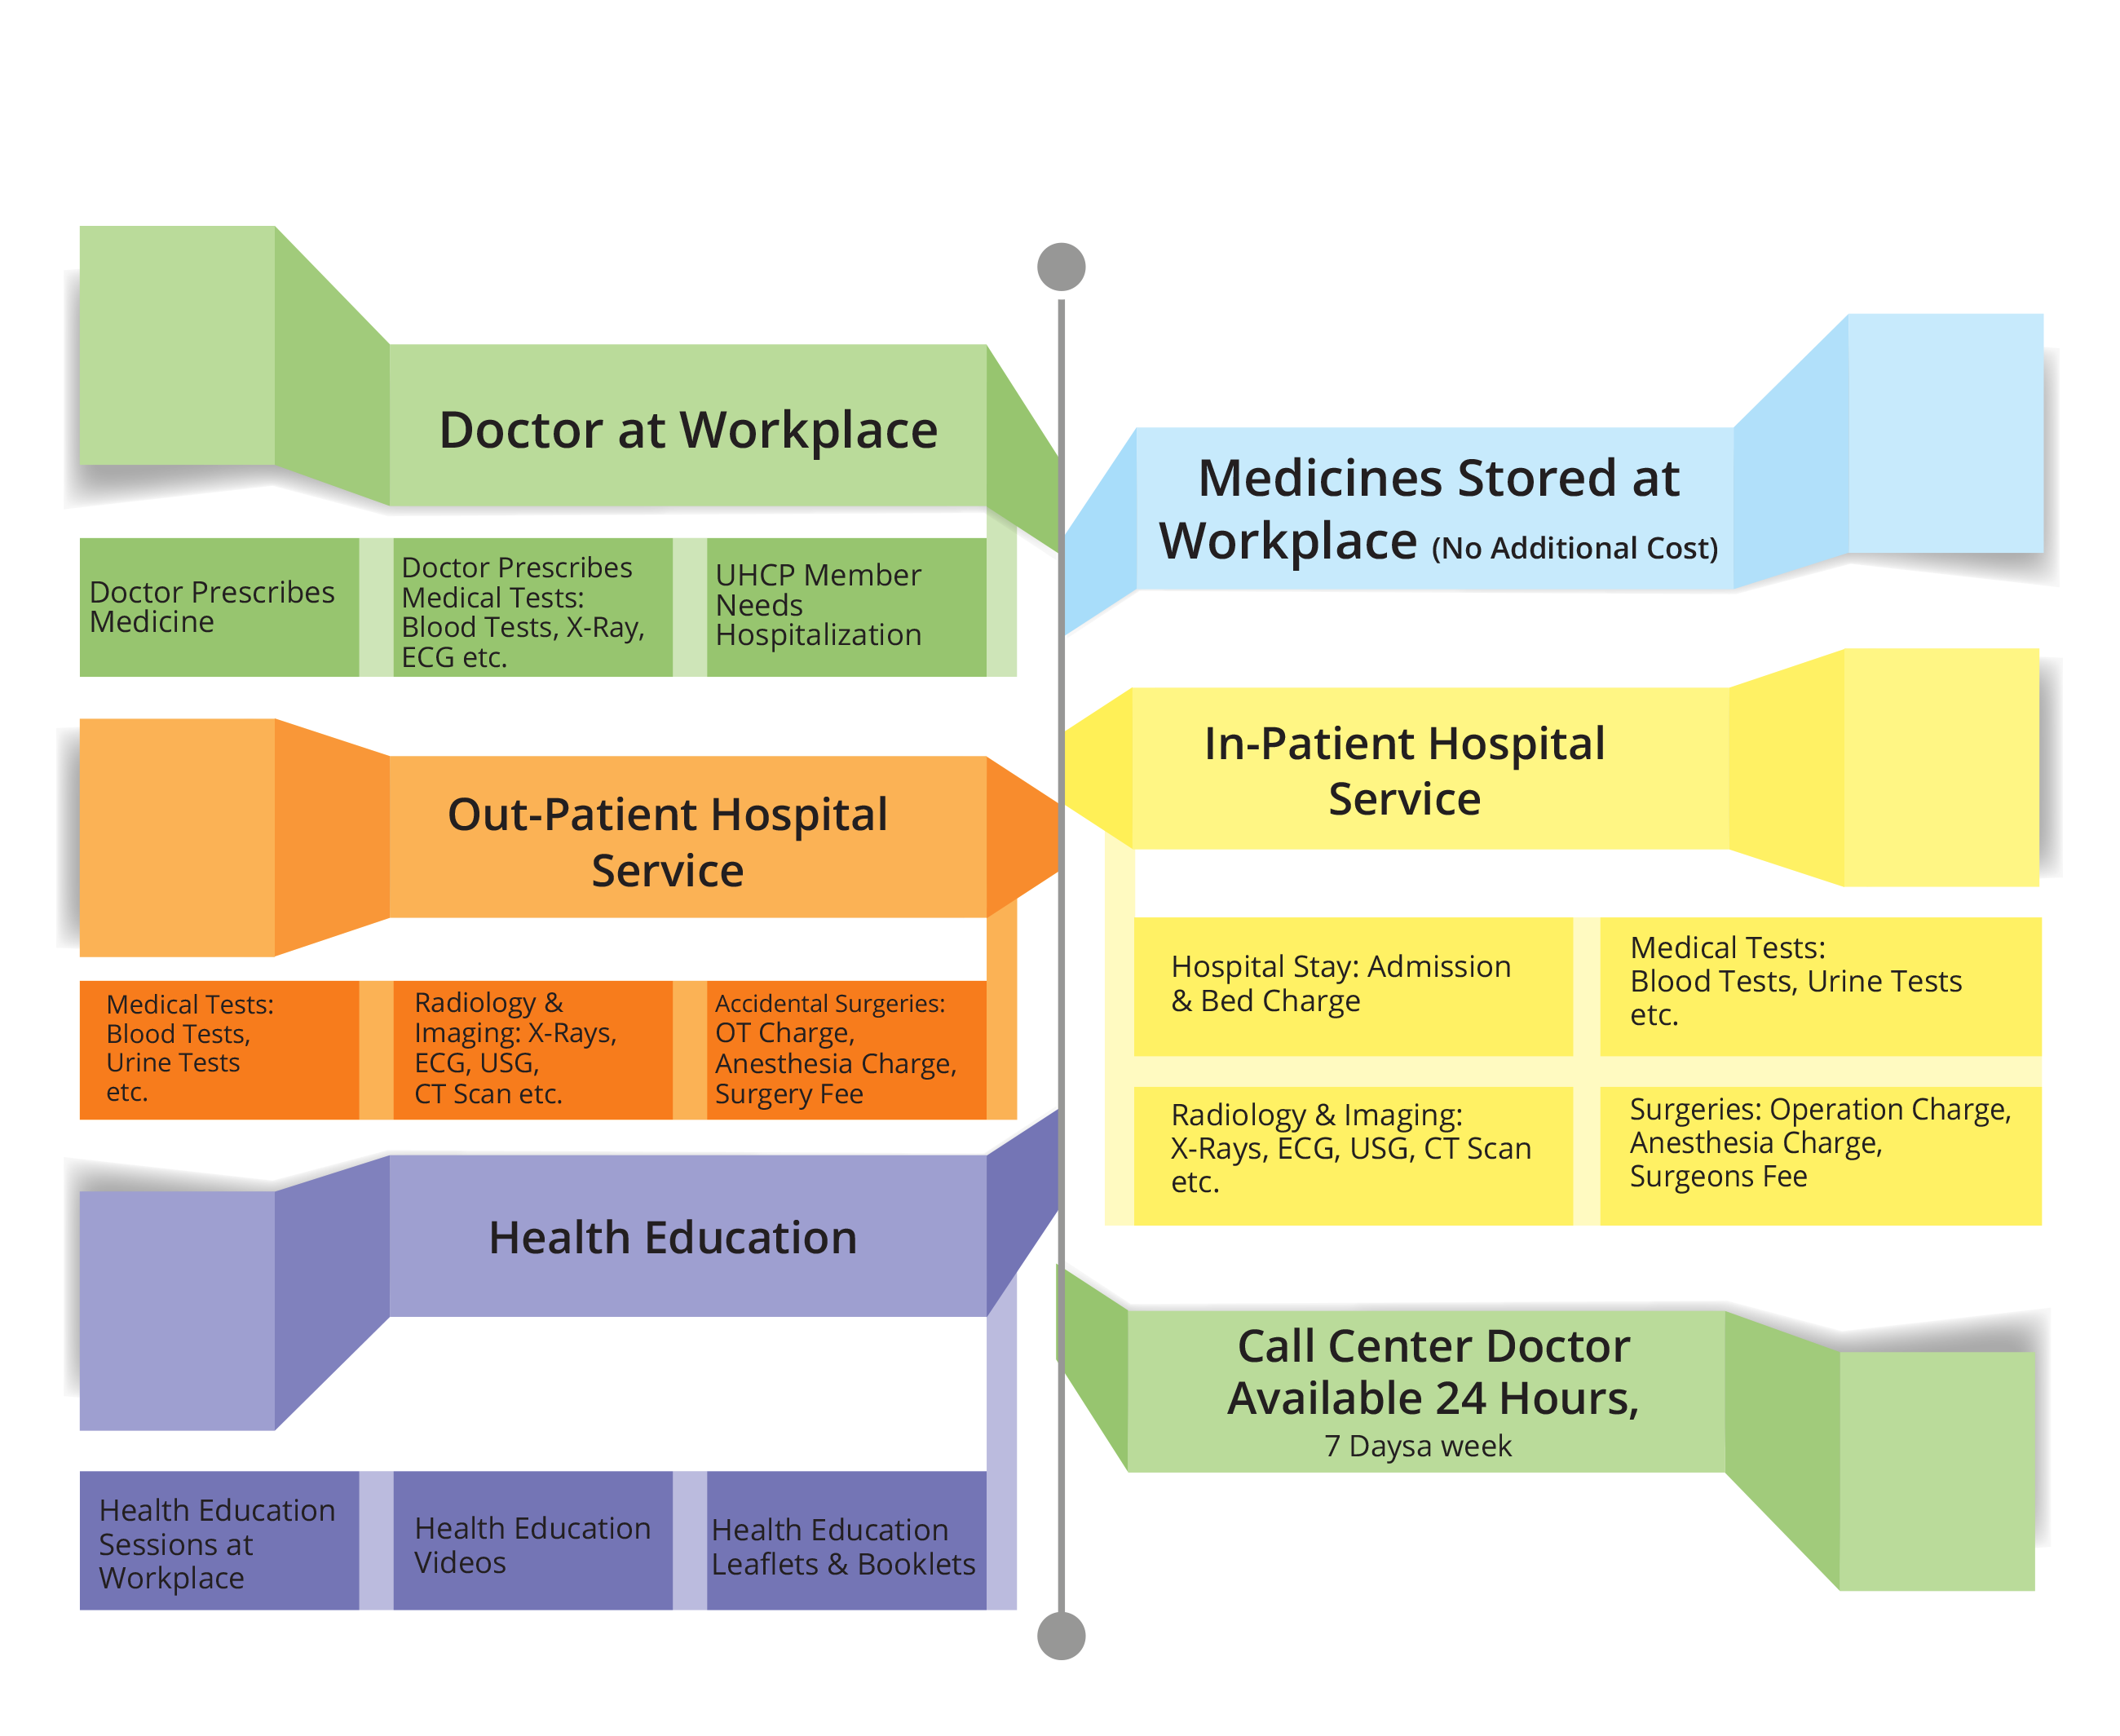 Doctor at Workplace
Doctor Prescribes
Medicine
Doctor Prescribes
Medical Tests:
Blood Tests, X-Ray,
ECG etc.
UHCP Member
Needs
Hospitalization
Medicines Stored at
Workplace (No Additional Cost)
Out-Patient Hospital
Service
Medical Tests:
Blood Tests,
Urine Tests
etc.
Radiology &
Imaging: X-Rays,
ECG, USG,
CT Scan etc.
Accidental Surgeries:
OT Charge,
Anesthesia Charge,
Surgery Fee
In-Patient Hospital
Service
Hospital Stay: Admission
& Bed Charge
Medical Tests:
Blood Tests, Urine Tests
etc.
Radiology & Imaging:
X-Rays, ECG, USG, CT Scan
etc.
Surgeries: Operation Charge,
Anesthesia Charge,
Surgeons Fee
Health Education
Health Education
Sessions at
Workplace
Health Education
Videos
Health Education
Leaflets & Booklets
Call Center Doctor
Available 24 Hours,
7 Daysa week